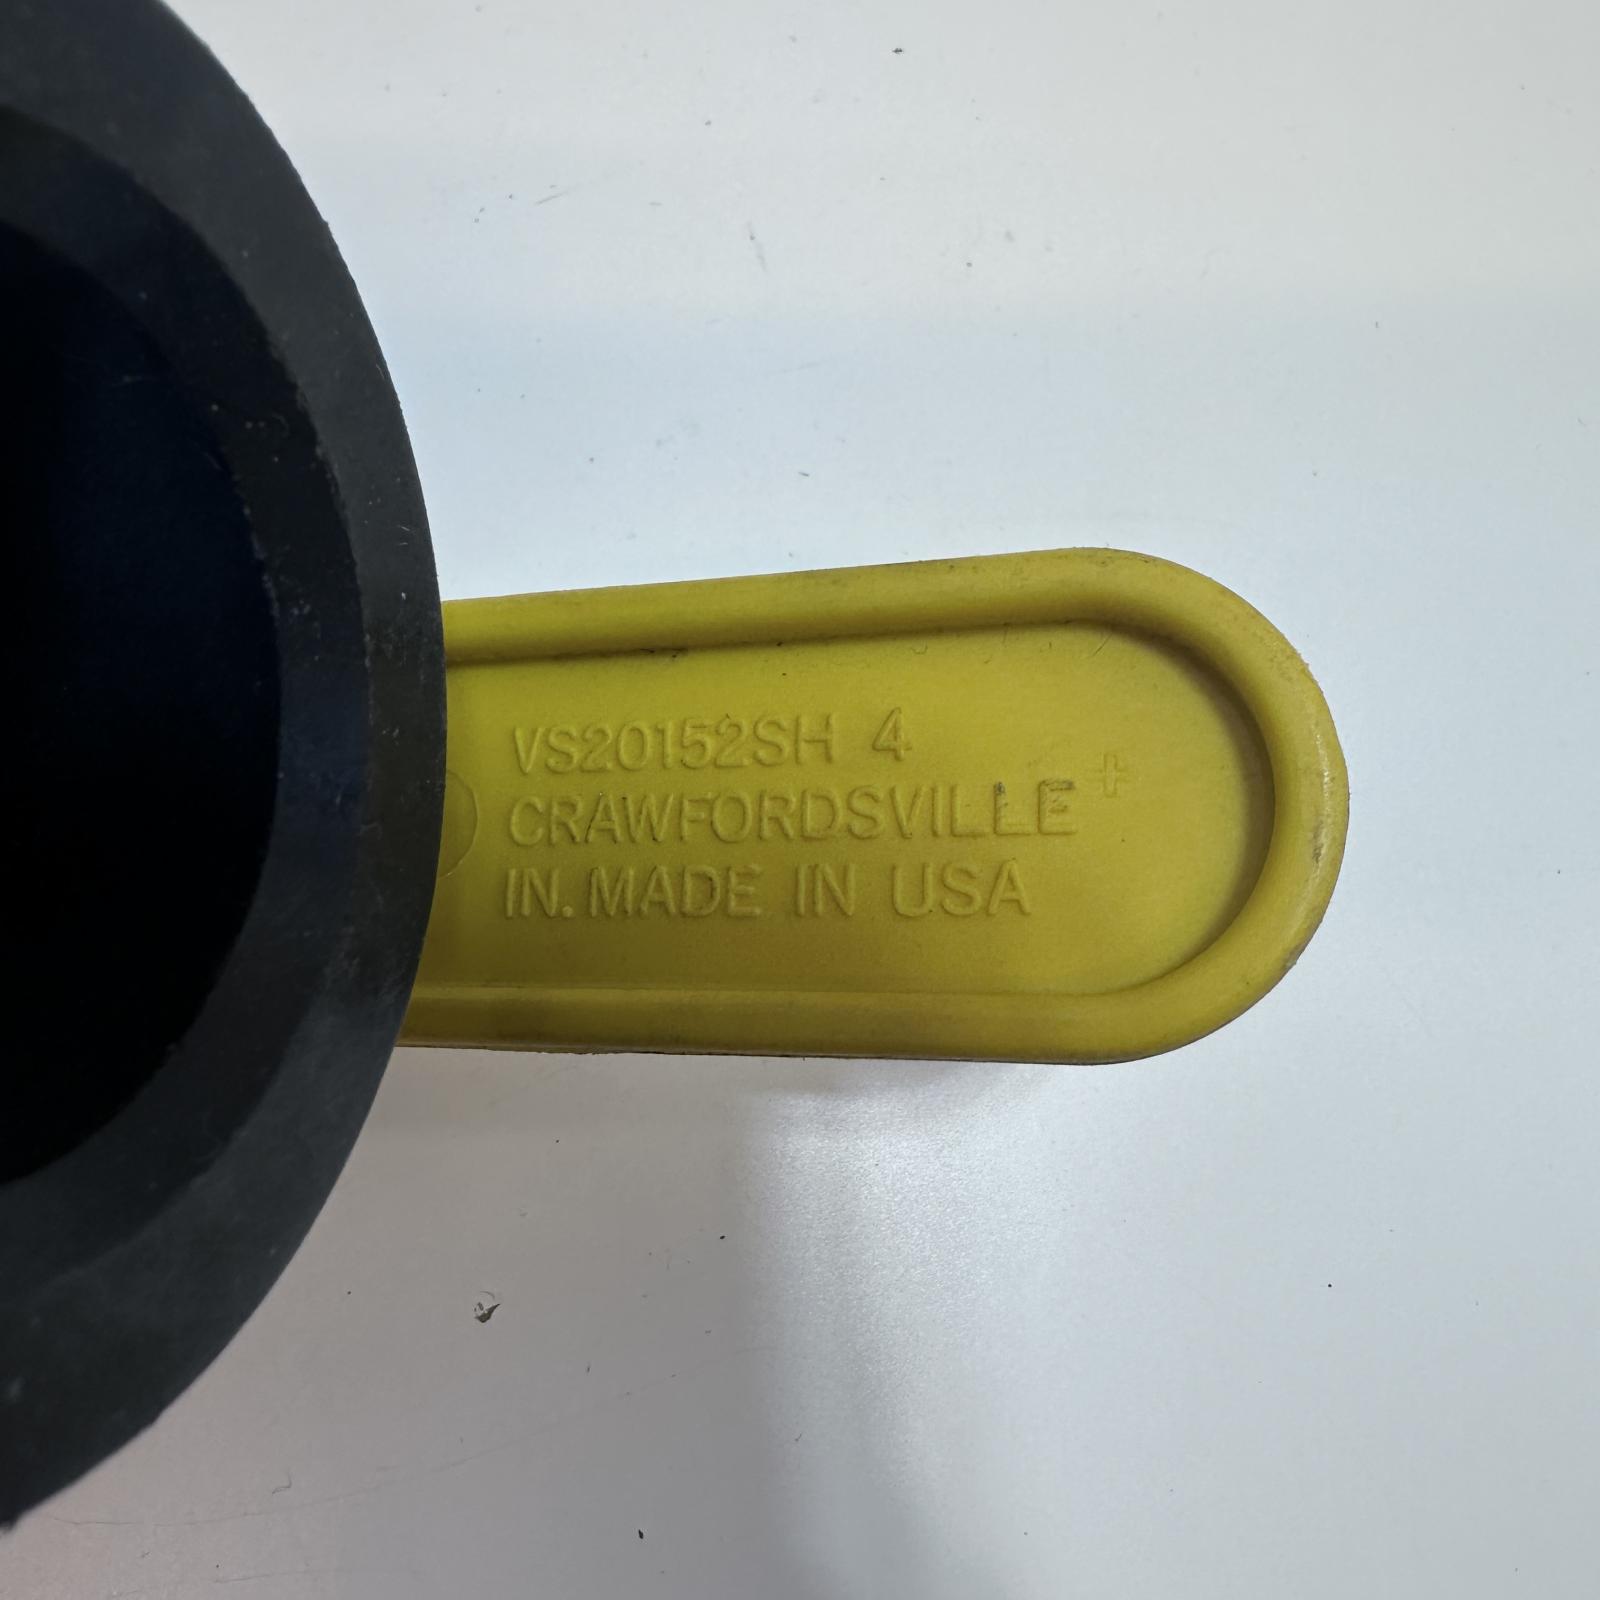 VS20152SH 4
CRAWFORDSVILLE +
IN. MADE IN USA